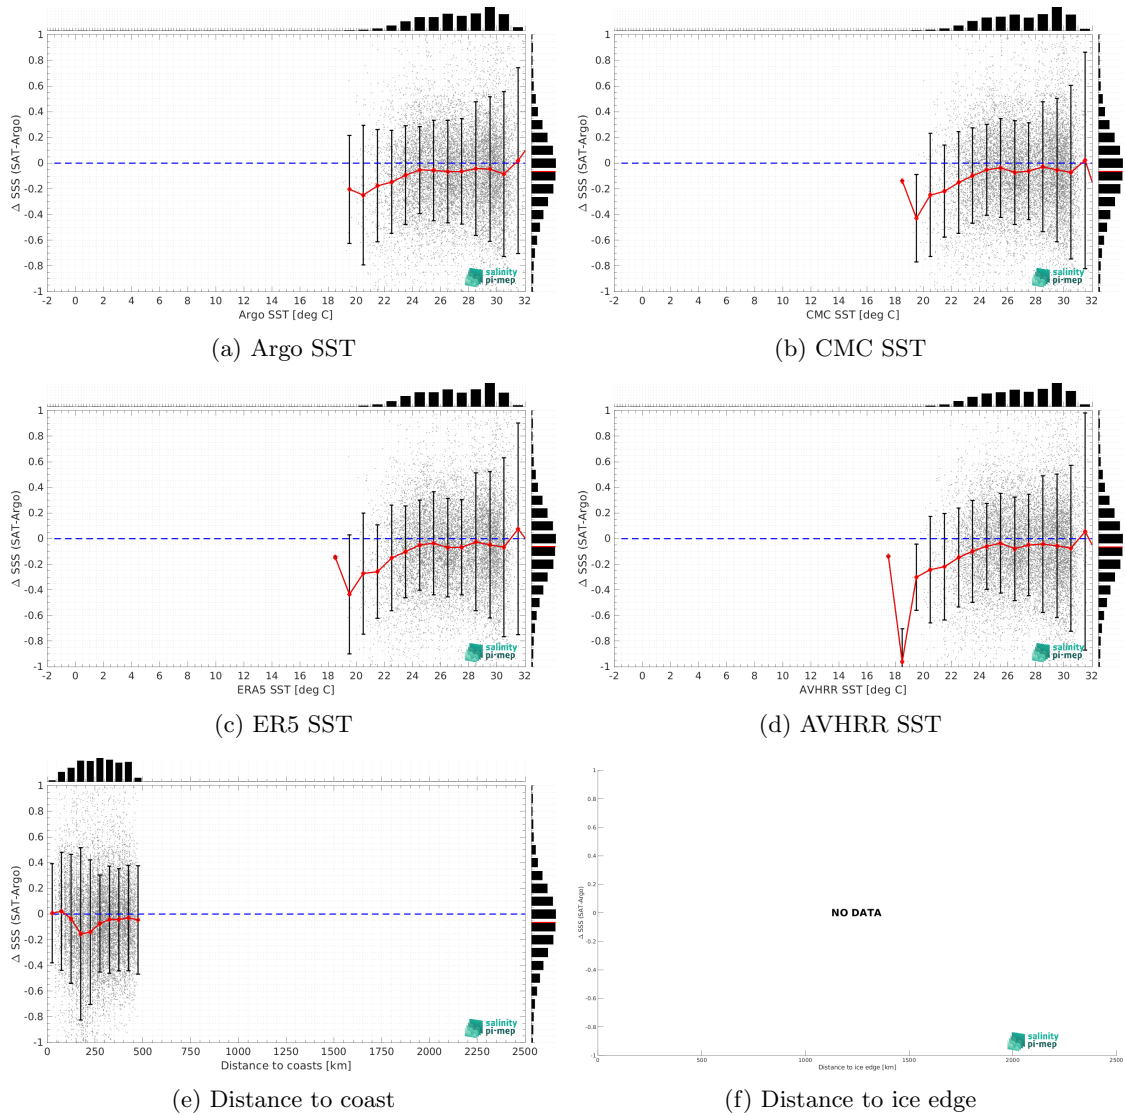 1
0.8
0.6
0.4
0.2
0
-0.2
-0.4
-0.6
-0.8
-1
Δ SSS (SAT-Argo)
-2 0 2 4 6 8 10 12 14 16 18 20 22 24 26 28 30 32
Argo SST [deg C]
salinity
pi-mep
(a) Argo SST
1
0.8
0.6
0.4
0.2
0
-0.2
-0.4
-0.6
-0.8
-1
Δ SSS (SAT-Argo)
-2 0 2 4 6 8 10 12 14 16 18 20 22 24 26 28 30 32
CMC SST [deg C]
salinity
pi-mep
(b) CMC SST
1
0.8
0.6
0.4
0.2
0
-0.2
-0.4
-0.6
-0.8
-1
Δ SSS (SAT-Argo)
-2 0 2 4 6 8 10 12 14 16 18 20 22 24 26 28 30 32
ERA5 SST [deg C]
salinity
pi-mep
(c) ER5 SST
1
0.8
0.6
0.4
0.2
0
-0.2
-0.4
-0.6
-0.8
-1
Δ SSS (SAT-Argo)
-2 0 2 4 6 8 10 12 14 16 18 20 22 24 26 28 30 32
AVHRR SST [deg C]
salinity
pi-mep
(d) AVHRR SST
1
0.8
0.6
0.4
0.2
0
-0.2
-0.4
-0.6
-0.8
-1
Δ SSS (SAT-Argo)
0 250 500 750 1000 1250 1500 1750 2000 2250 2500
Distance to coasts [km]
salinity
pi-mep
(e) Distance to coast
1
0.8
0.6
0.4
0.2
0
-0.2
-0.4
-0.6
-0.8
-1
Δ SSS (SAT-Argo)
NO DATA
0 500 1000 1500 2000 2500
Distance to ice edge [km]
salinity
pi-mep
(f) Distance to ice edge